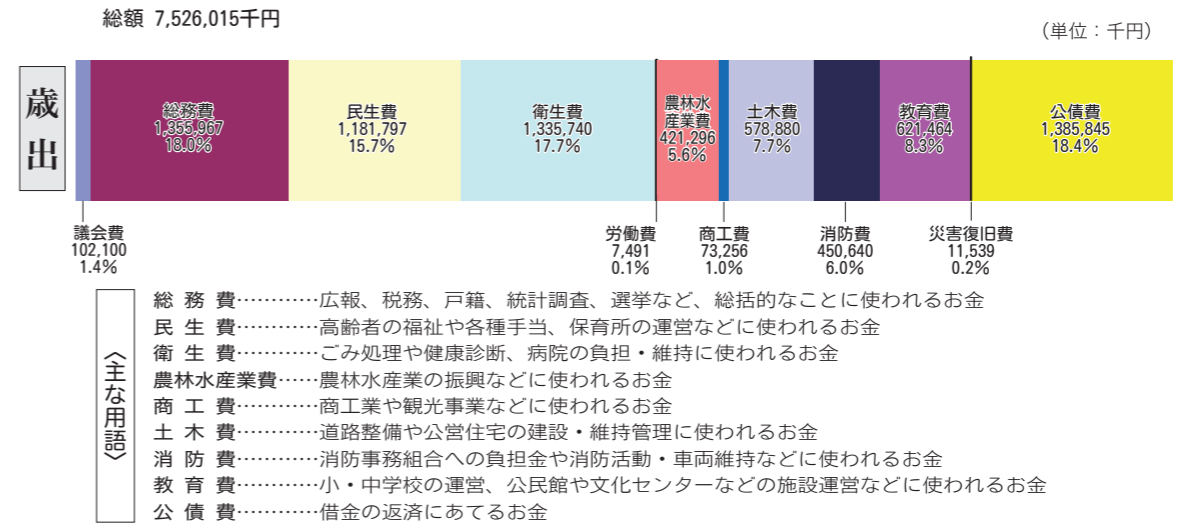 総額 7,526,015千円
(単位:千円)
歳出
総務費
1,355,967
18.0%
民生費
1,181,797
15.7%
衛生費
1,335,740
17.7%
農林水
産業費
421,296
5.6%
土木費
578,880
7.7%
教育費
621,464
8.3%
公債費
1,385,845
18.4%
議会費
102,100
1.4%
労働費
7,491
0.1%
商工費
73,256
1.0%
消防費
450,640
6.0%
災害復旧費
11,539
0.2%
〈主な用語〉
総務費…………広報、税務、戸籍、統計調査、選挙など、総括的なことに使われるお金
民生費…………高齢者の福祉や各種手当、保育所の運営などに使われるお金
衛生費…………ごみ処理や健康診断、病院の負担・維持に使われるお金
農林水産業費……農林水産業の振興などに使われるお金
商工費…………商工業や観光事業などに使われるお金
土木費…………道路整備や公営住宅の建設・維持管理に使われるお金
消防費…………消防事務組合への負担金や消防活動・車両維持などに使われるお金
教育費…………小・中学校の運営、公民館や文化センターなどの施設運営などに使われるお金
公債費…………借金の返済にあてるお金